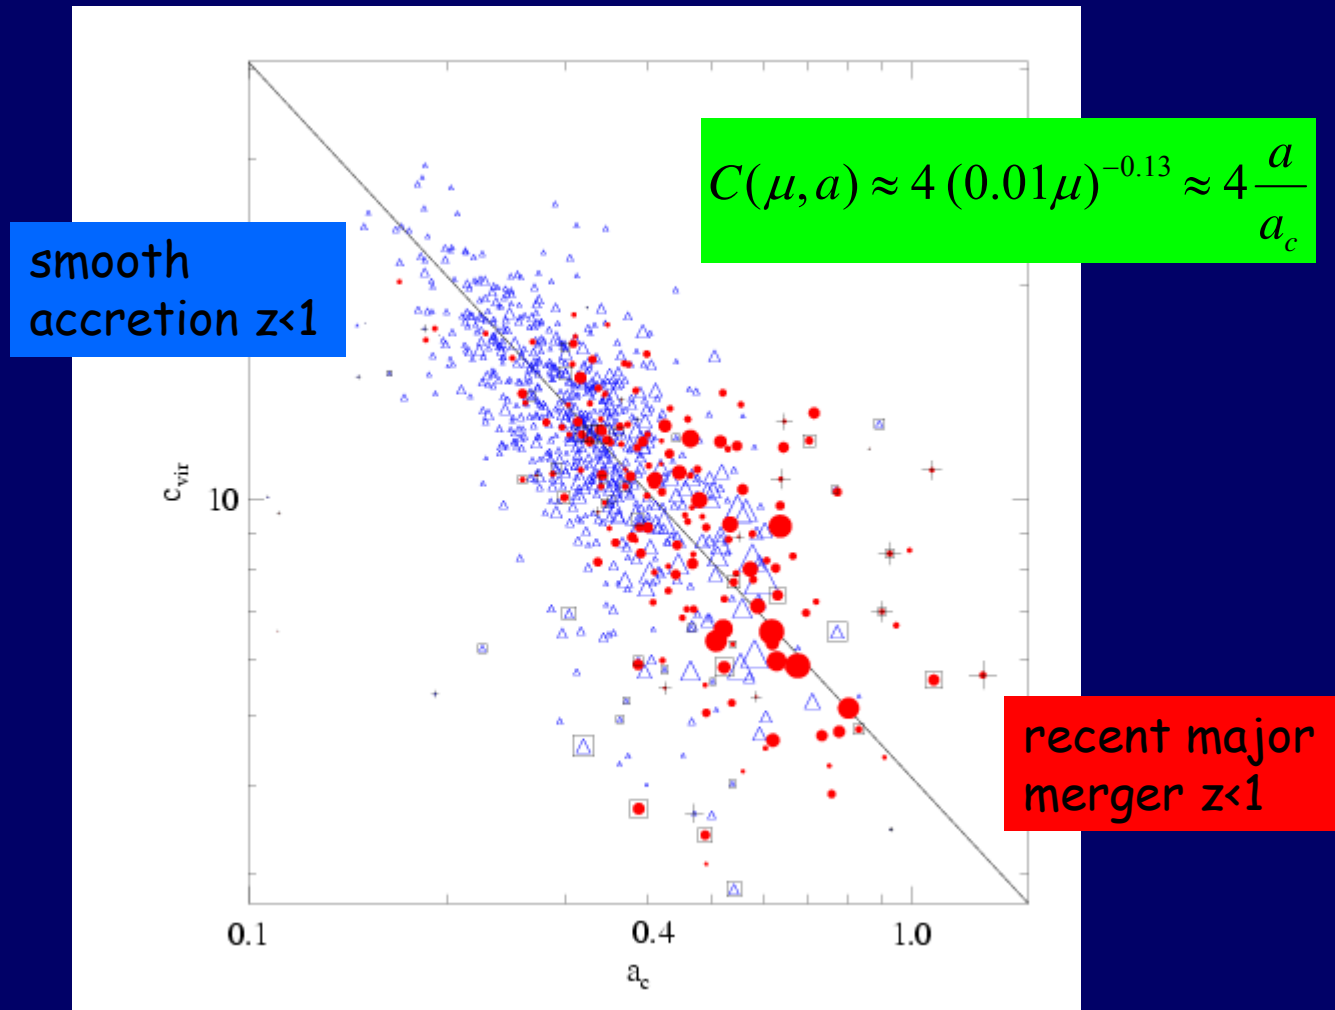 C(μ,a) ≈ 4 (0.01μ)^{-0.13} ≈ 4 a/a_c
smooth
accretion z<1
c_vir
10
recent major
merger z<1
0.1 0.4 1.0
a_c